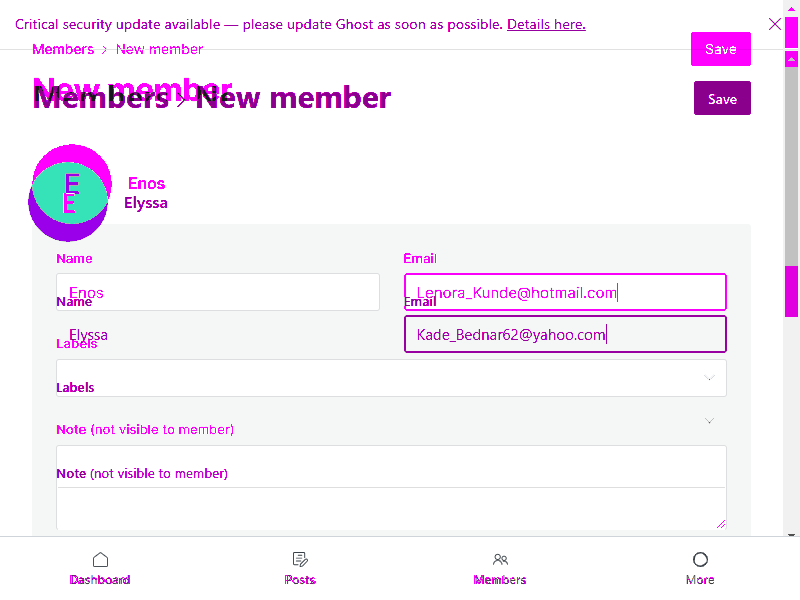 Critical security update available — please update Ghost as soon as possible. Details here.
Members > New member
Save
New member
Members > New member
Save
E
Enos
E
Elyssa
Name
Email
Enos
Lenora_Kunde@hotmail.com
Name
Email
Elyssa
Kade_Bednar62@yahoo.com
Labels
Labels
Note (not visible to member)
Note (not visible to member)
Dashboard
Posts
Members
More